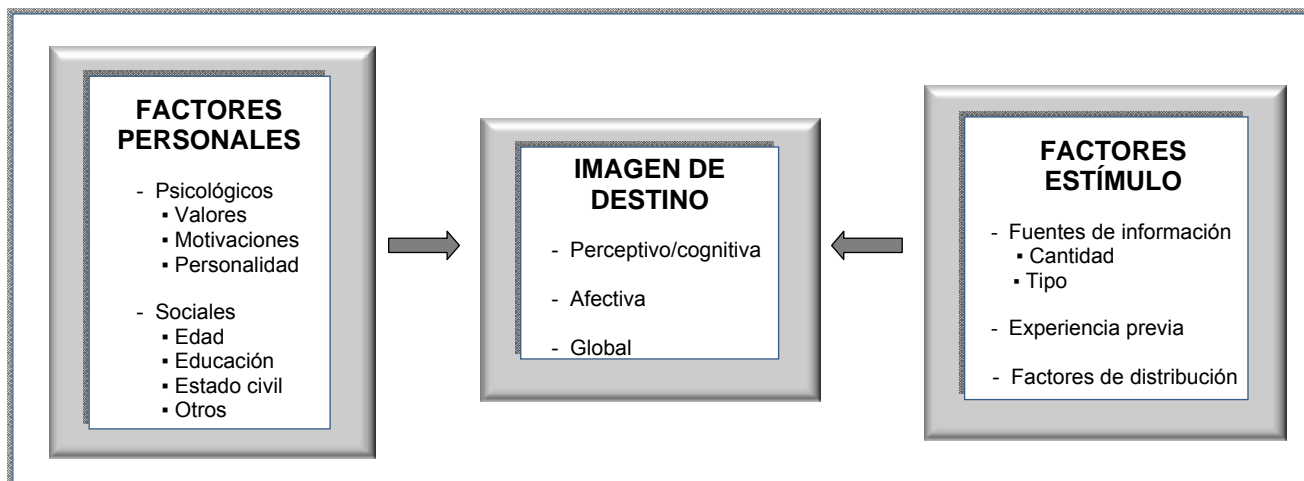 FACTORES
PERSONALES
- Psicológicos
▪ Valores
▪ Motivaciones
▪ Personalidad
- Sociales
▪ Edad
▪ Educación
▪ Estado civil
▪ Otros
IMAGEN DE
DESTINO
- Perceptivo/cognitiva
- Afectiva
- Global
FACTORES
ESTÍMULO
- Fuentes de información
▪ Cantidad
▪ Tipo
- Experiencia previa
- Factores de distribución